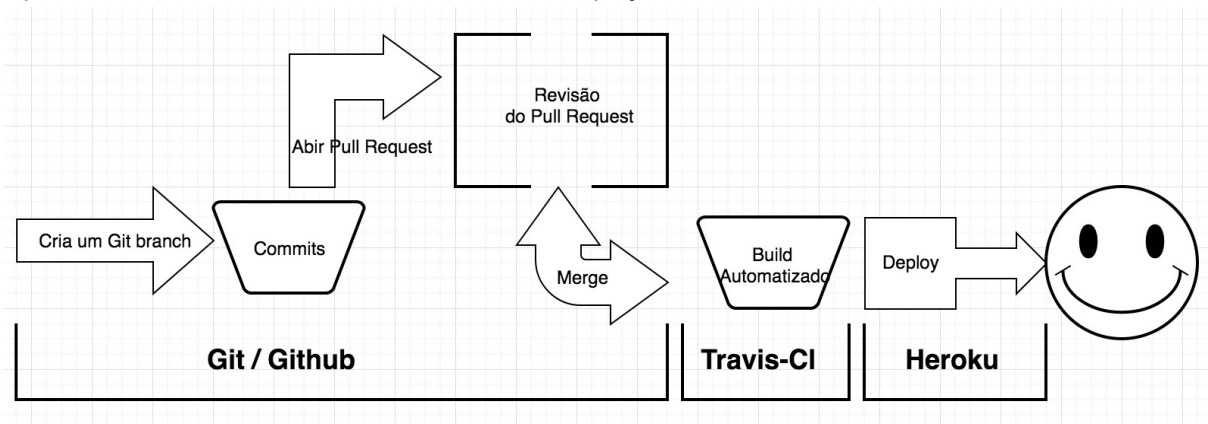 Revisão
do Pull Request
Abir Pull Request
Cria um Git branch
Commits
Merge
Build
Automatizado
Deploy
Git / Github
Travis-CI
Heroku